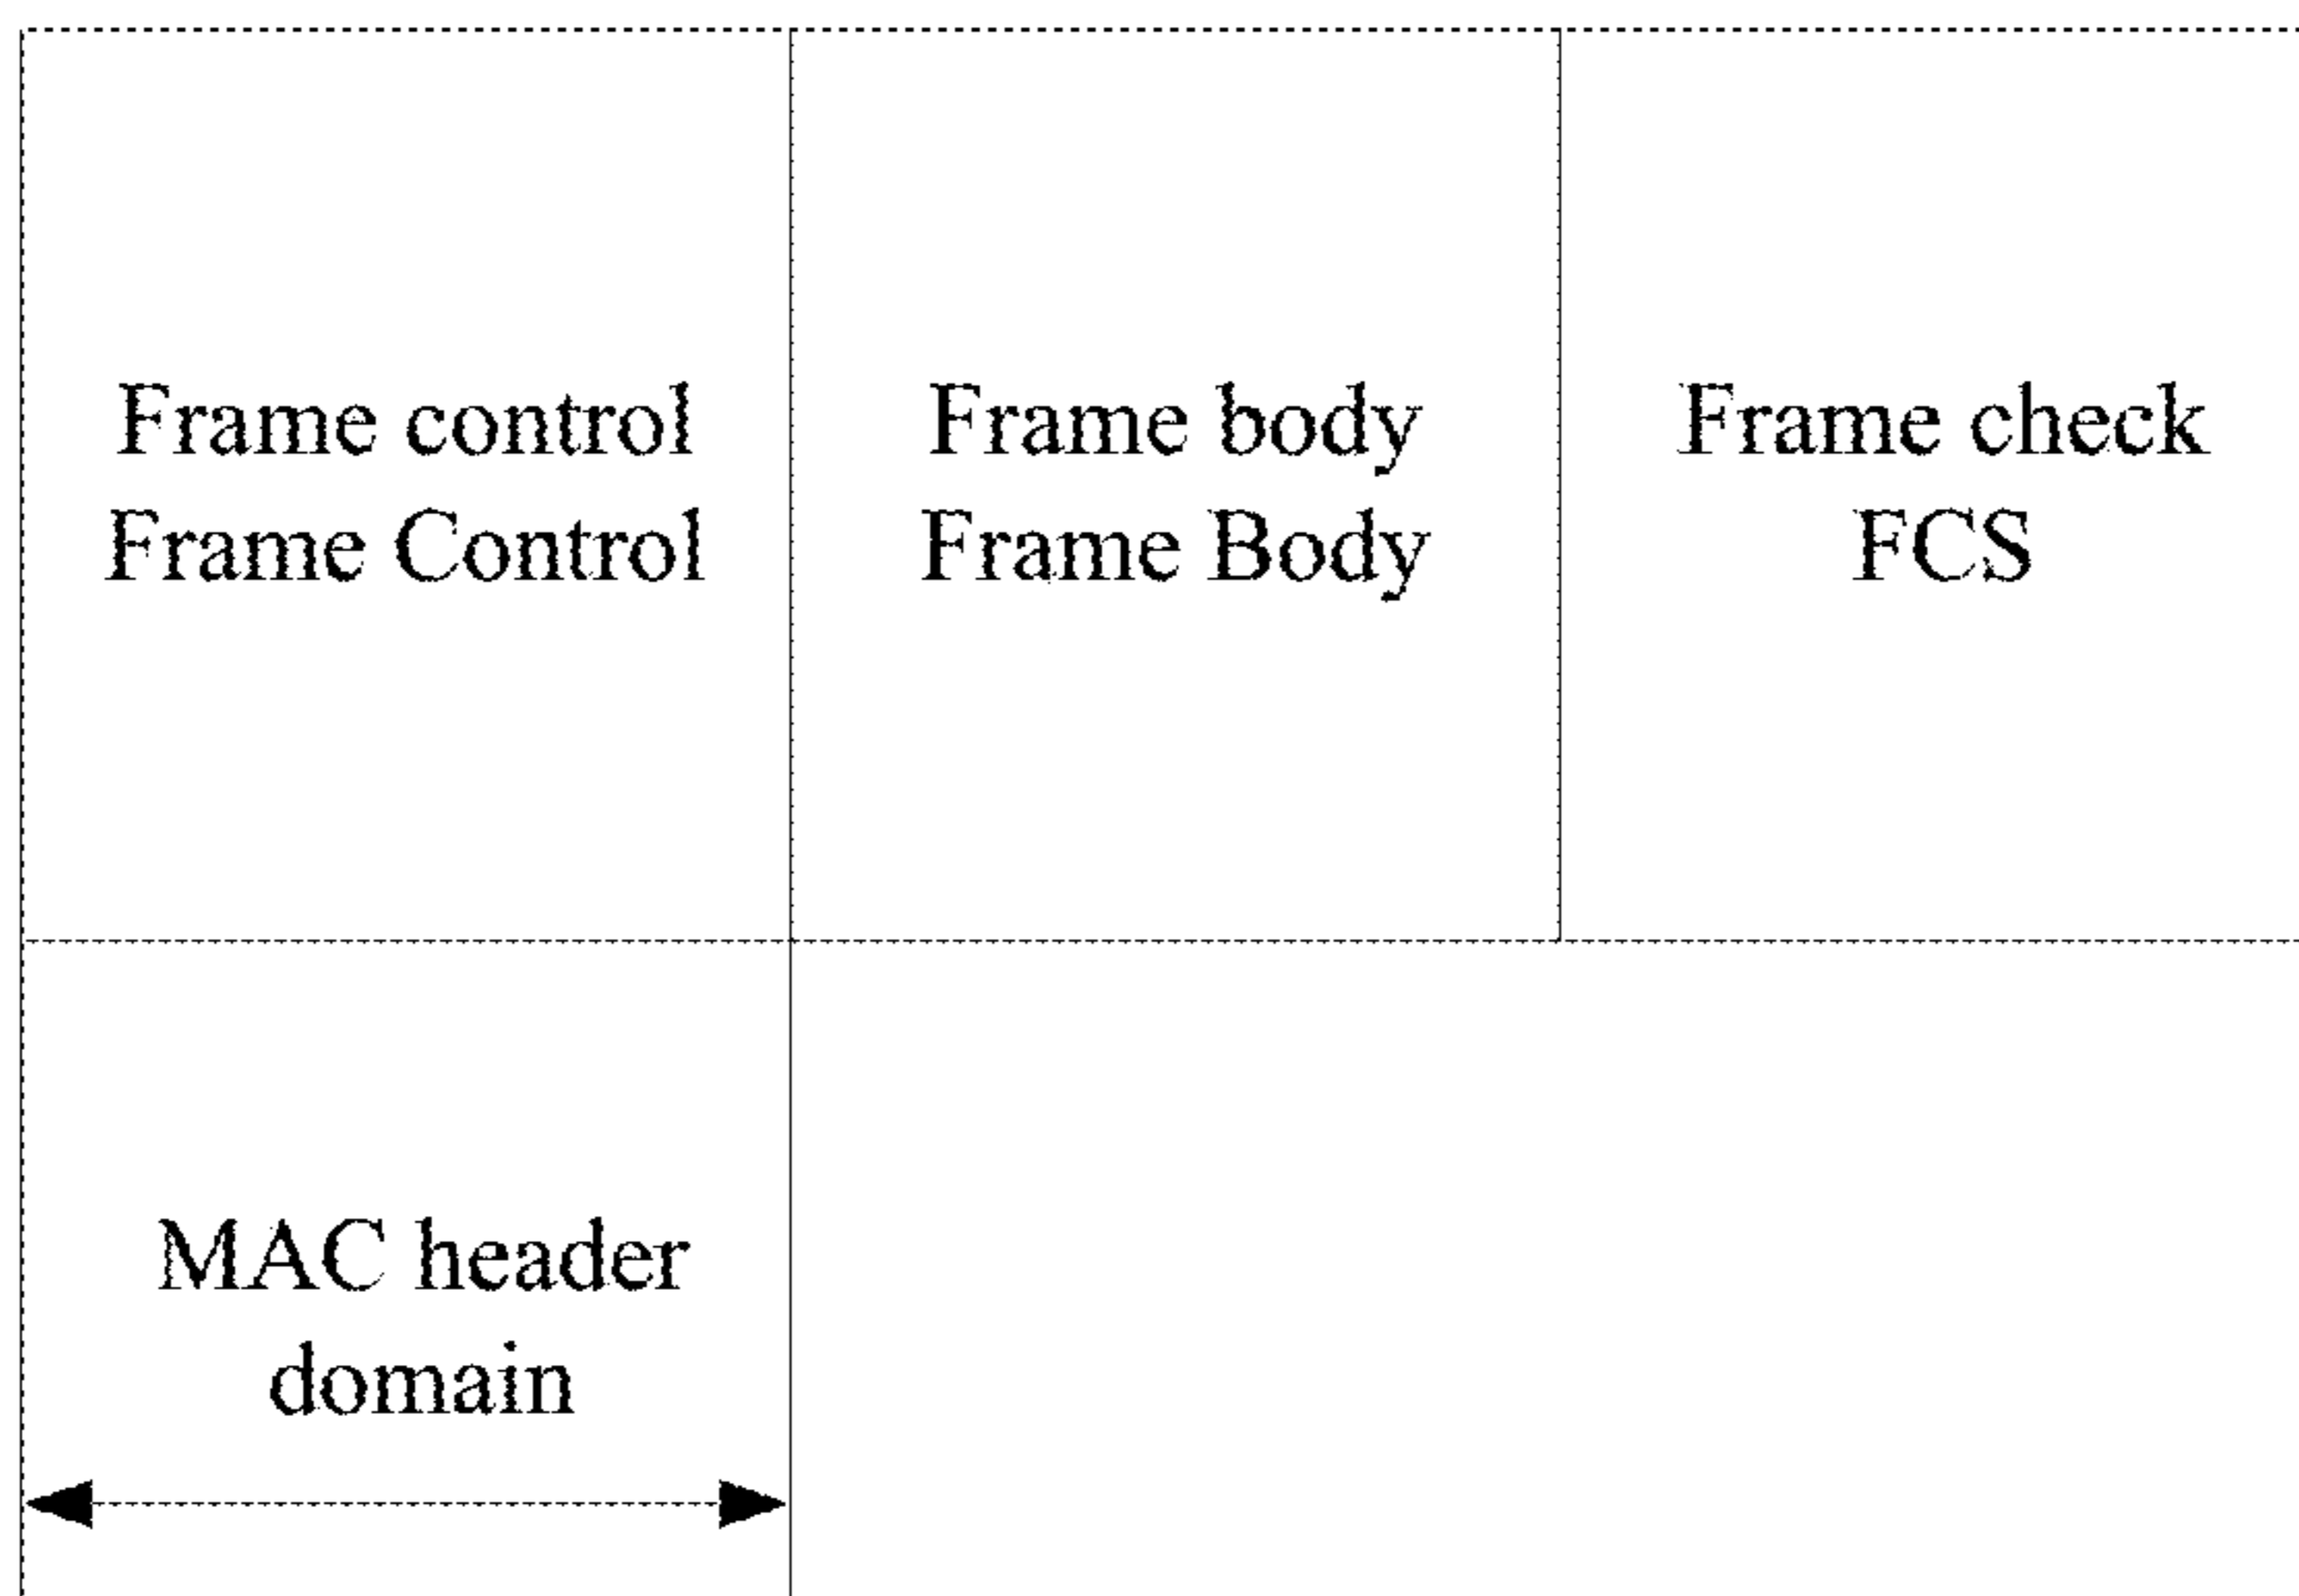 Frame control
Frame Control
Frame body
Frame Body
Frame check
FCS
MAC header
domain